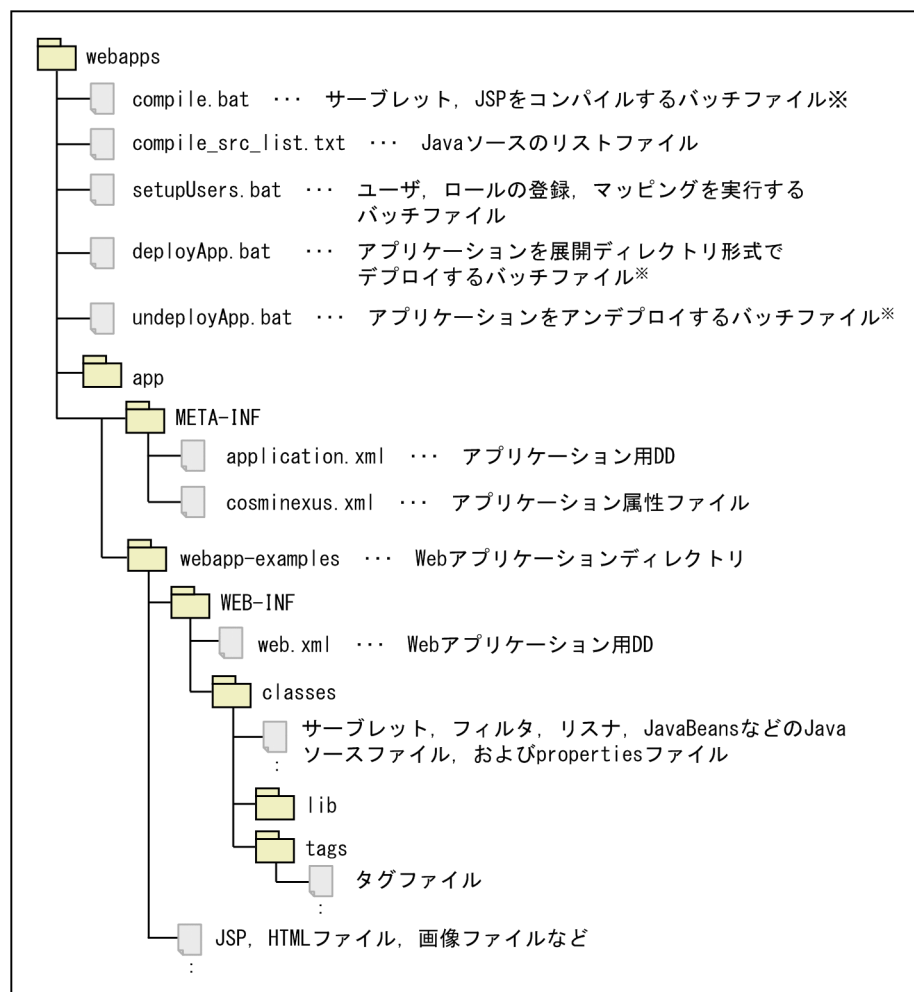 webapps
compile.bat ··· サーブレット，JSPをコンパイルするバッチファイル※
compile_src_list.txt ··· Javaソースのリストファイル
setupUsers.bat ··· ユーザ，ロールの登録，マッピングを実行する
バッチファイル
deployApp.bat ··· アプリケーションを展開ディレクトリ形式で
デプロイするバッチファイル※
undeployApp.bat ··· アプリケーションをアンデプロイするバッチファイル※
app
META-INF
application.xml ··· アプリケーション用DD
cosminexus.xml ··· アプリケーション属性ファイル
webapp-examples ··· Webアプリケーションディレクトリ
WEB-INF
web.xml ··· Webアプリケーション用DD
classes
サーブレット，フィルタ，リスナ，JavaBeansなどのJava
ソースファイル，およびpropertiesファイル
:
lib
tags
タグファイル
:
JSP，HTMLファイル，画像ファイルなど
: